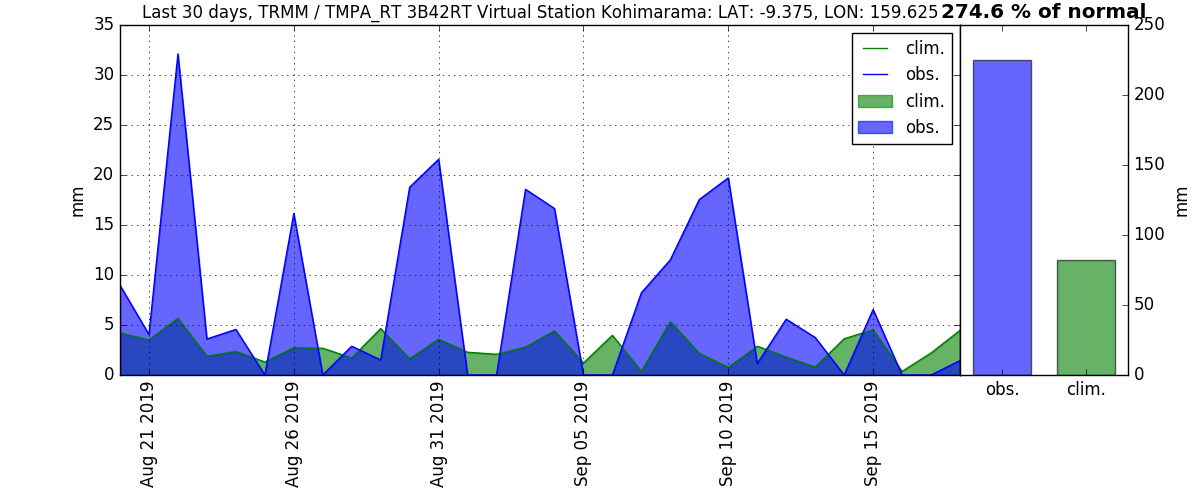 Last 30 days, TRMM / TMPA_RT 3B42RT Virtual Station Kohimarama: LAT: -9.375, LON: 159.625
274.6 % of normal
35
30
25
20
15
10
5
0
mm
clim.
obs.
clim.
obs.
Aug 21 2019
Aug 26 2019
Aug 31 2019
Sep 05 2019
Sep 10 2019
Sep 15 2019
250
200
150
100
50
0
mm
obs.
clim.